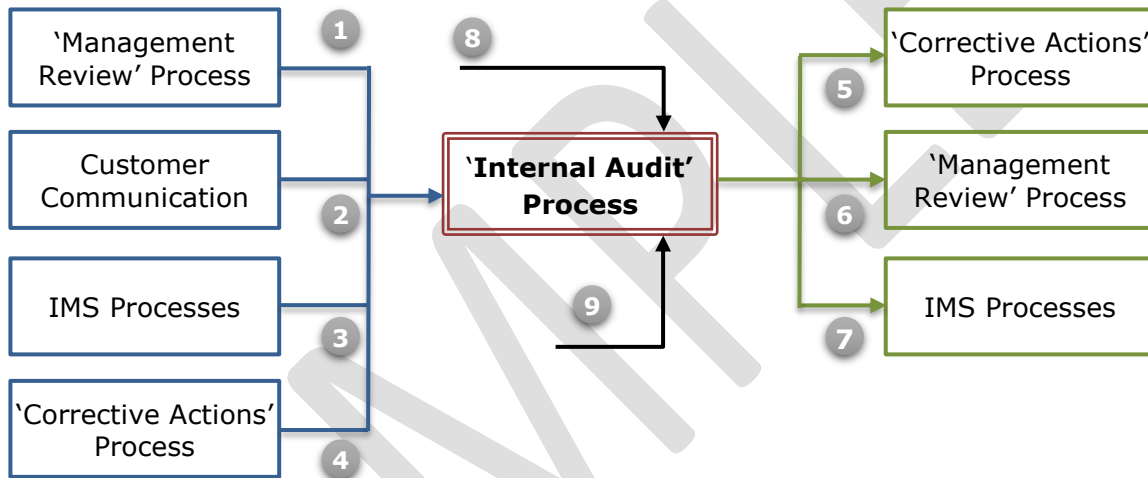 1
‘Management
Review’ Process
Customer
Communication
2
IMS Processes
3
‘Corrective Actions’
Process
4
8
‘Internal Audit’
Process
9
‘Corrective Actions’
Process
5
‘Management
Review’ Process
6
IMS Processes
7